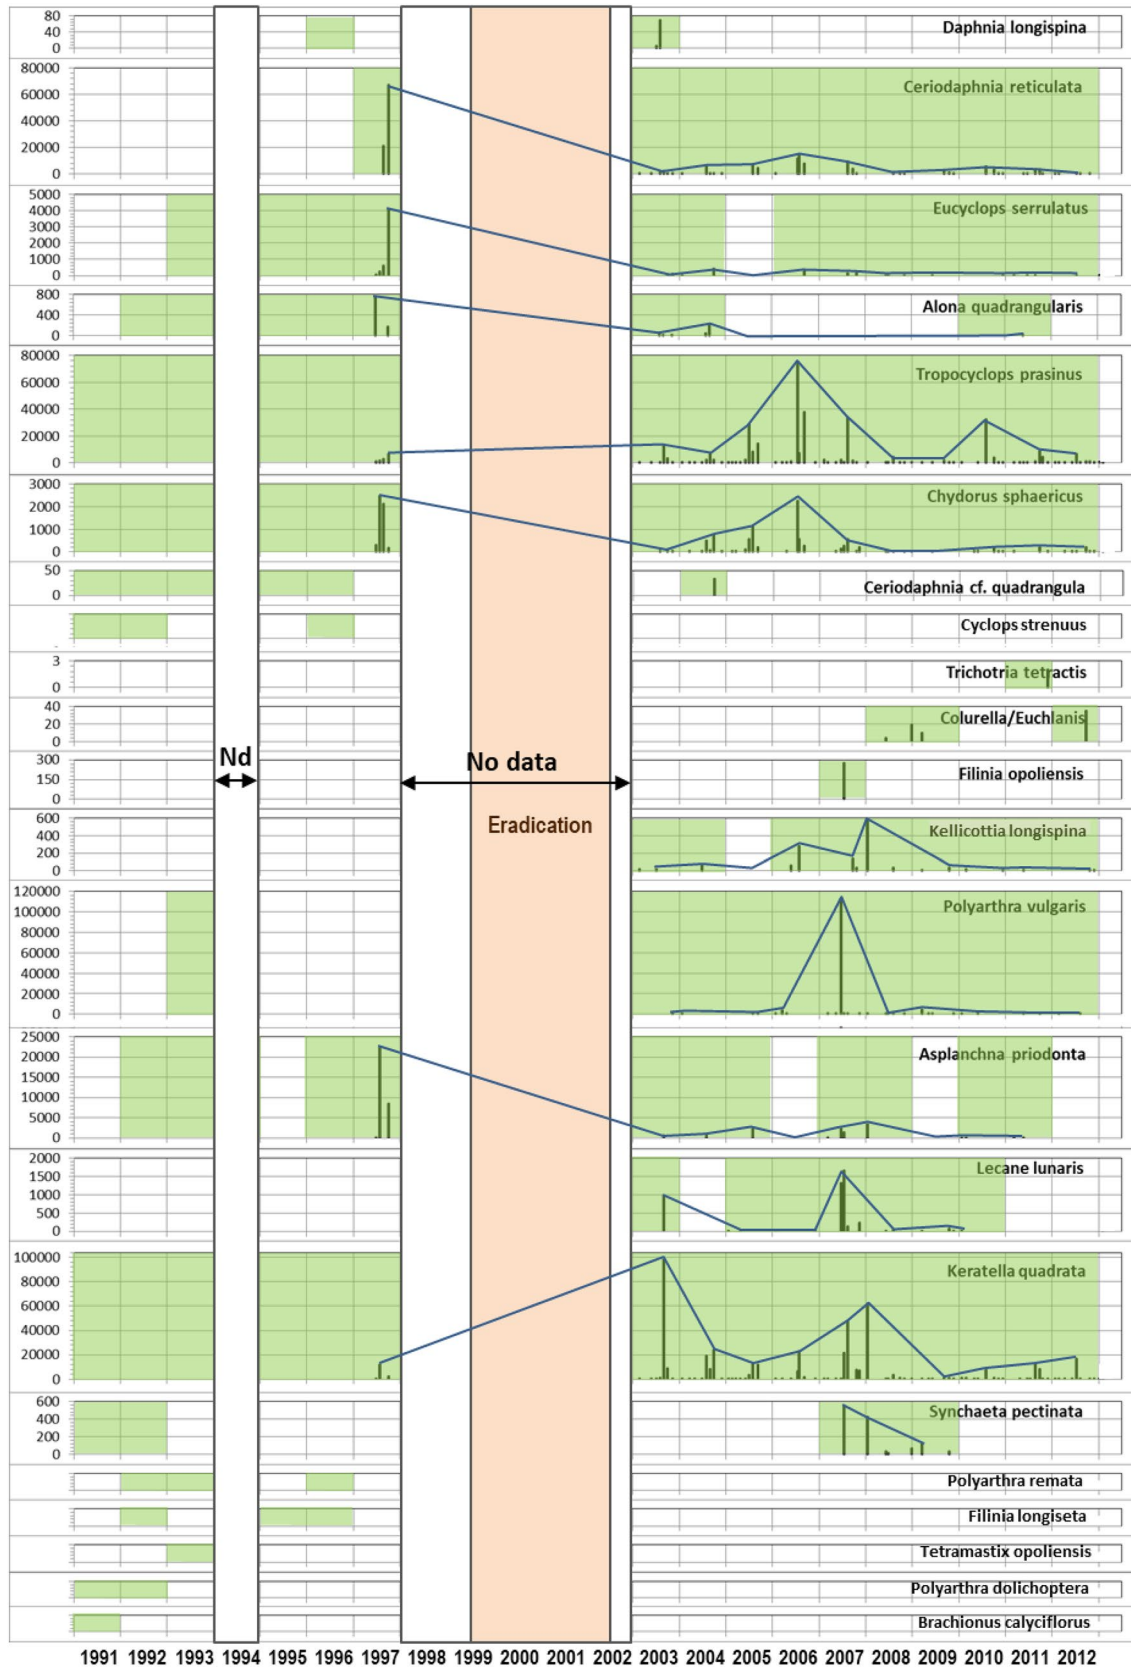 80
40
0
Daphnia longispina
80000
60000
40000
20000
0
Ceriodaphnia reticulata
5000
4000
3000
2000
1000
0
Eucyclops serrulatus
800
400
0
Alona quadrangularis
80000
60000
40000
20000
0
Tropocyclops prasinus
3000
2000
1000
0
Chydorus sphaericus
50
0
Ceriodaphnia cf. quadrangula
Cyclops strenuus
3
0
Trichotria tetractis
40
20
0
Colurella/Euchlanis
Nd
No data
300
150
0
Filinia opoliensis
Eradication
600
400
200
0
Kellicottia longispina
120000
100000
80000
60000
40000
20000
0
Polyarthra vulgaris
25000
20000
15000
10000
5000
0
Asplanchna priodonta
2000
1500
1000
500
0
Lecane lunaris
100000
80000
60000
40000
20000
0
Keratella quadrata
600
400
200
0
Synchaeta pectinata
Polyarthra remata
Filinia longiseta
Tetramastix opoliensis
Polyarthra dolichoptera
Brachionus calyciflorus
1991 1992 1993 1994 1995 1996 1997 1998 1999 2000 2001 2002 2003 2004 2005 2006 2007 2008 2009 2010 2011 2012